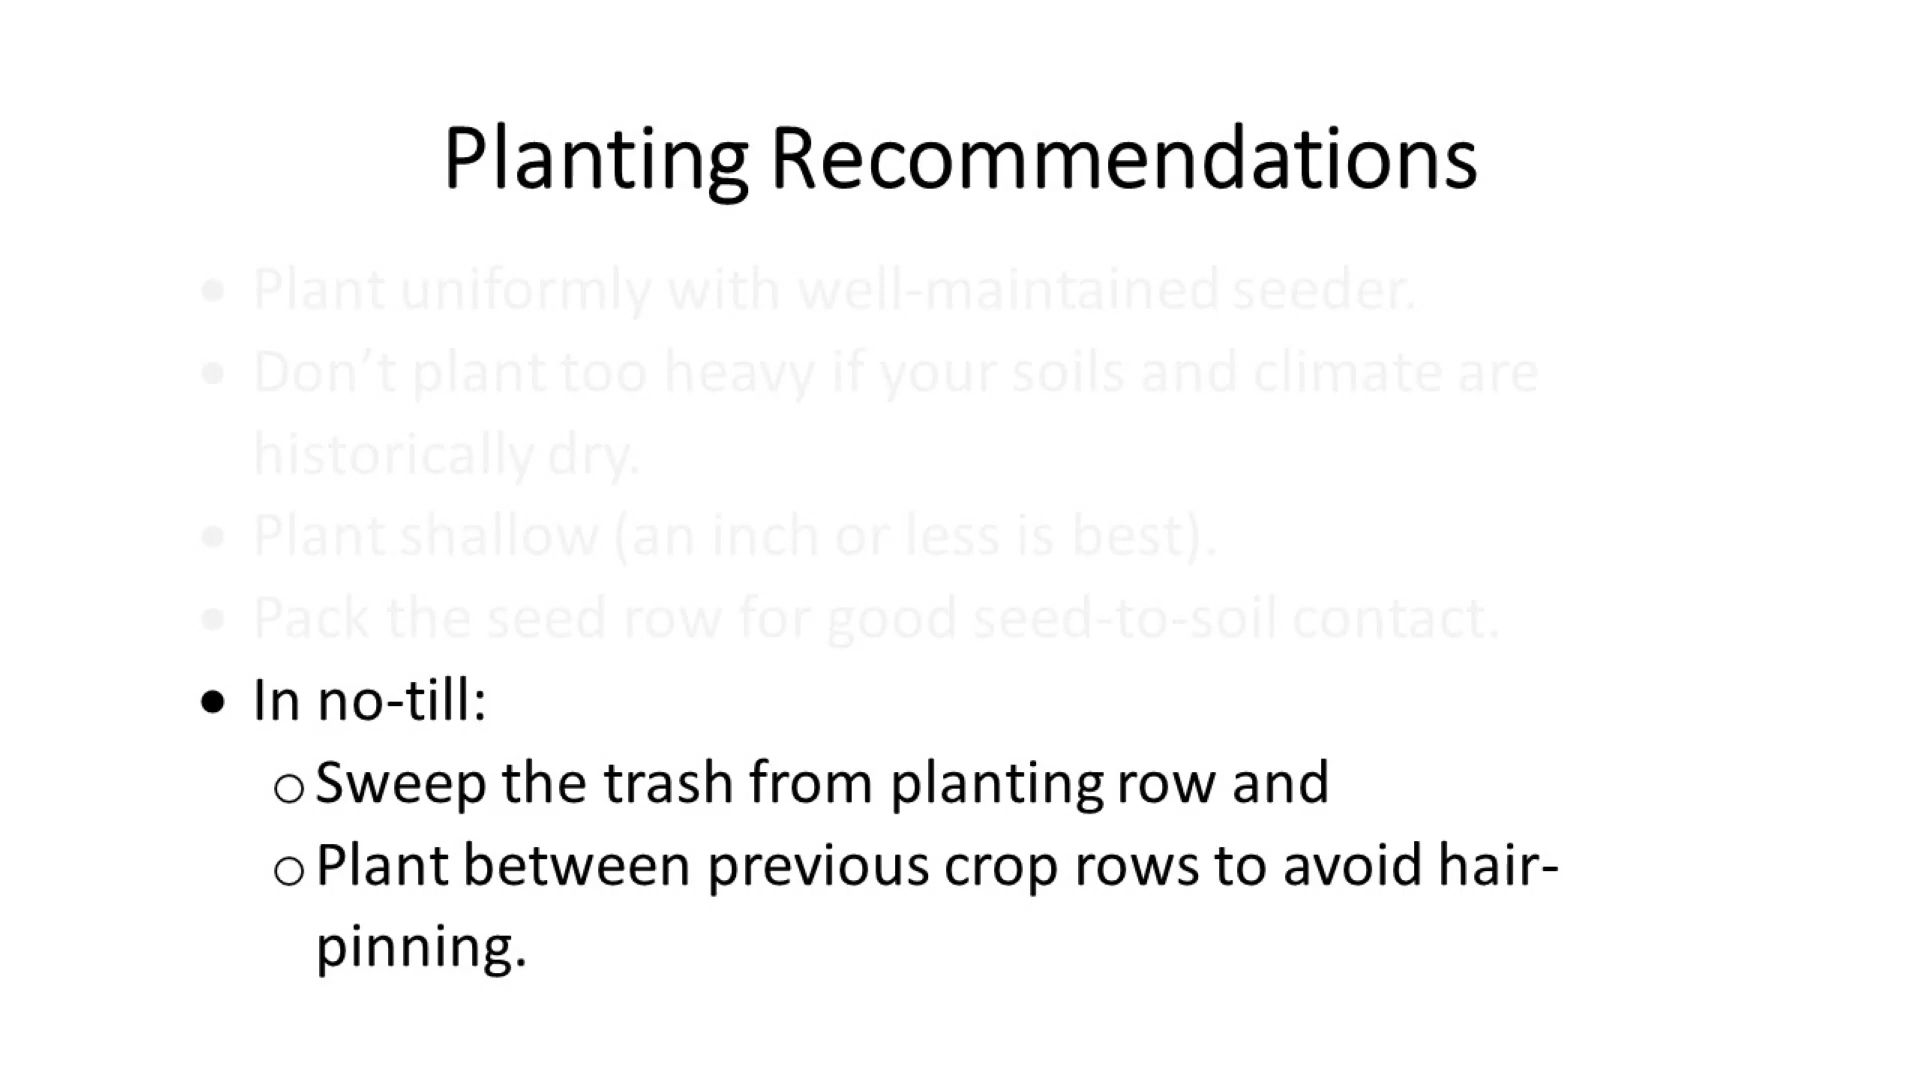 Planting Recommendations
• Plant uniformly with well-maintained seeder.
• Don’t plant too heavy if your soils and climate are
historically dry.
• Plant shallow (an inch or less is best).
• Pack the seed row for good seed-to-soil contact.
• In no-till:
o Sweep the trash from planting row and
o Plant between previous crop rows to avoid hair-
pinning.